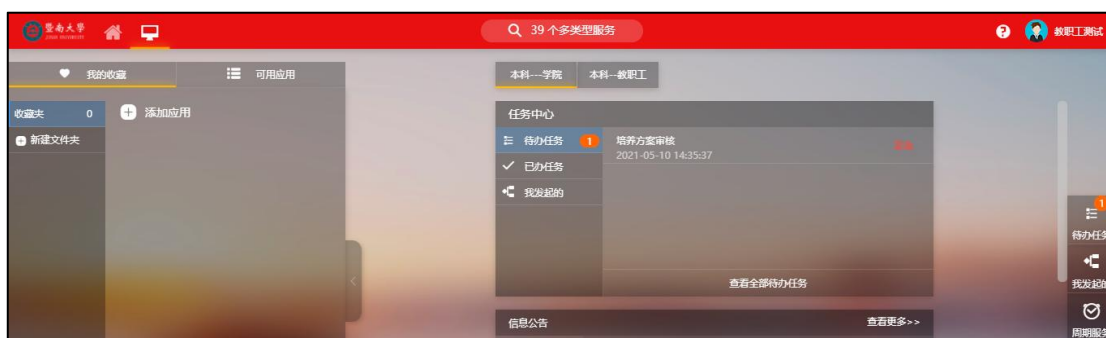 暨南大學
JINAN UNIVERSITY
39 个多类型服务
教职工测试
我的收藏
可用应用
收藏夹 0
添加应用
新建文件夹
本科---学院
本科--教职工
任务中心
待办任务 1
培养方案审核
2021-05-10 14:35:37
已办任务
我发起的
查看全部待办任务
信息公告
查看更多>>
1
待办任务
我发起的
周期服务